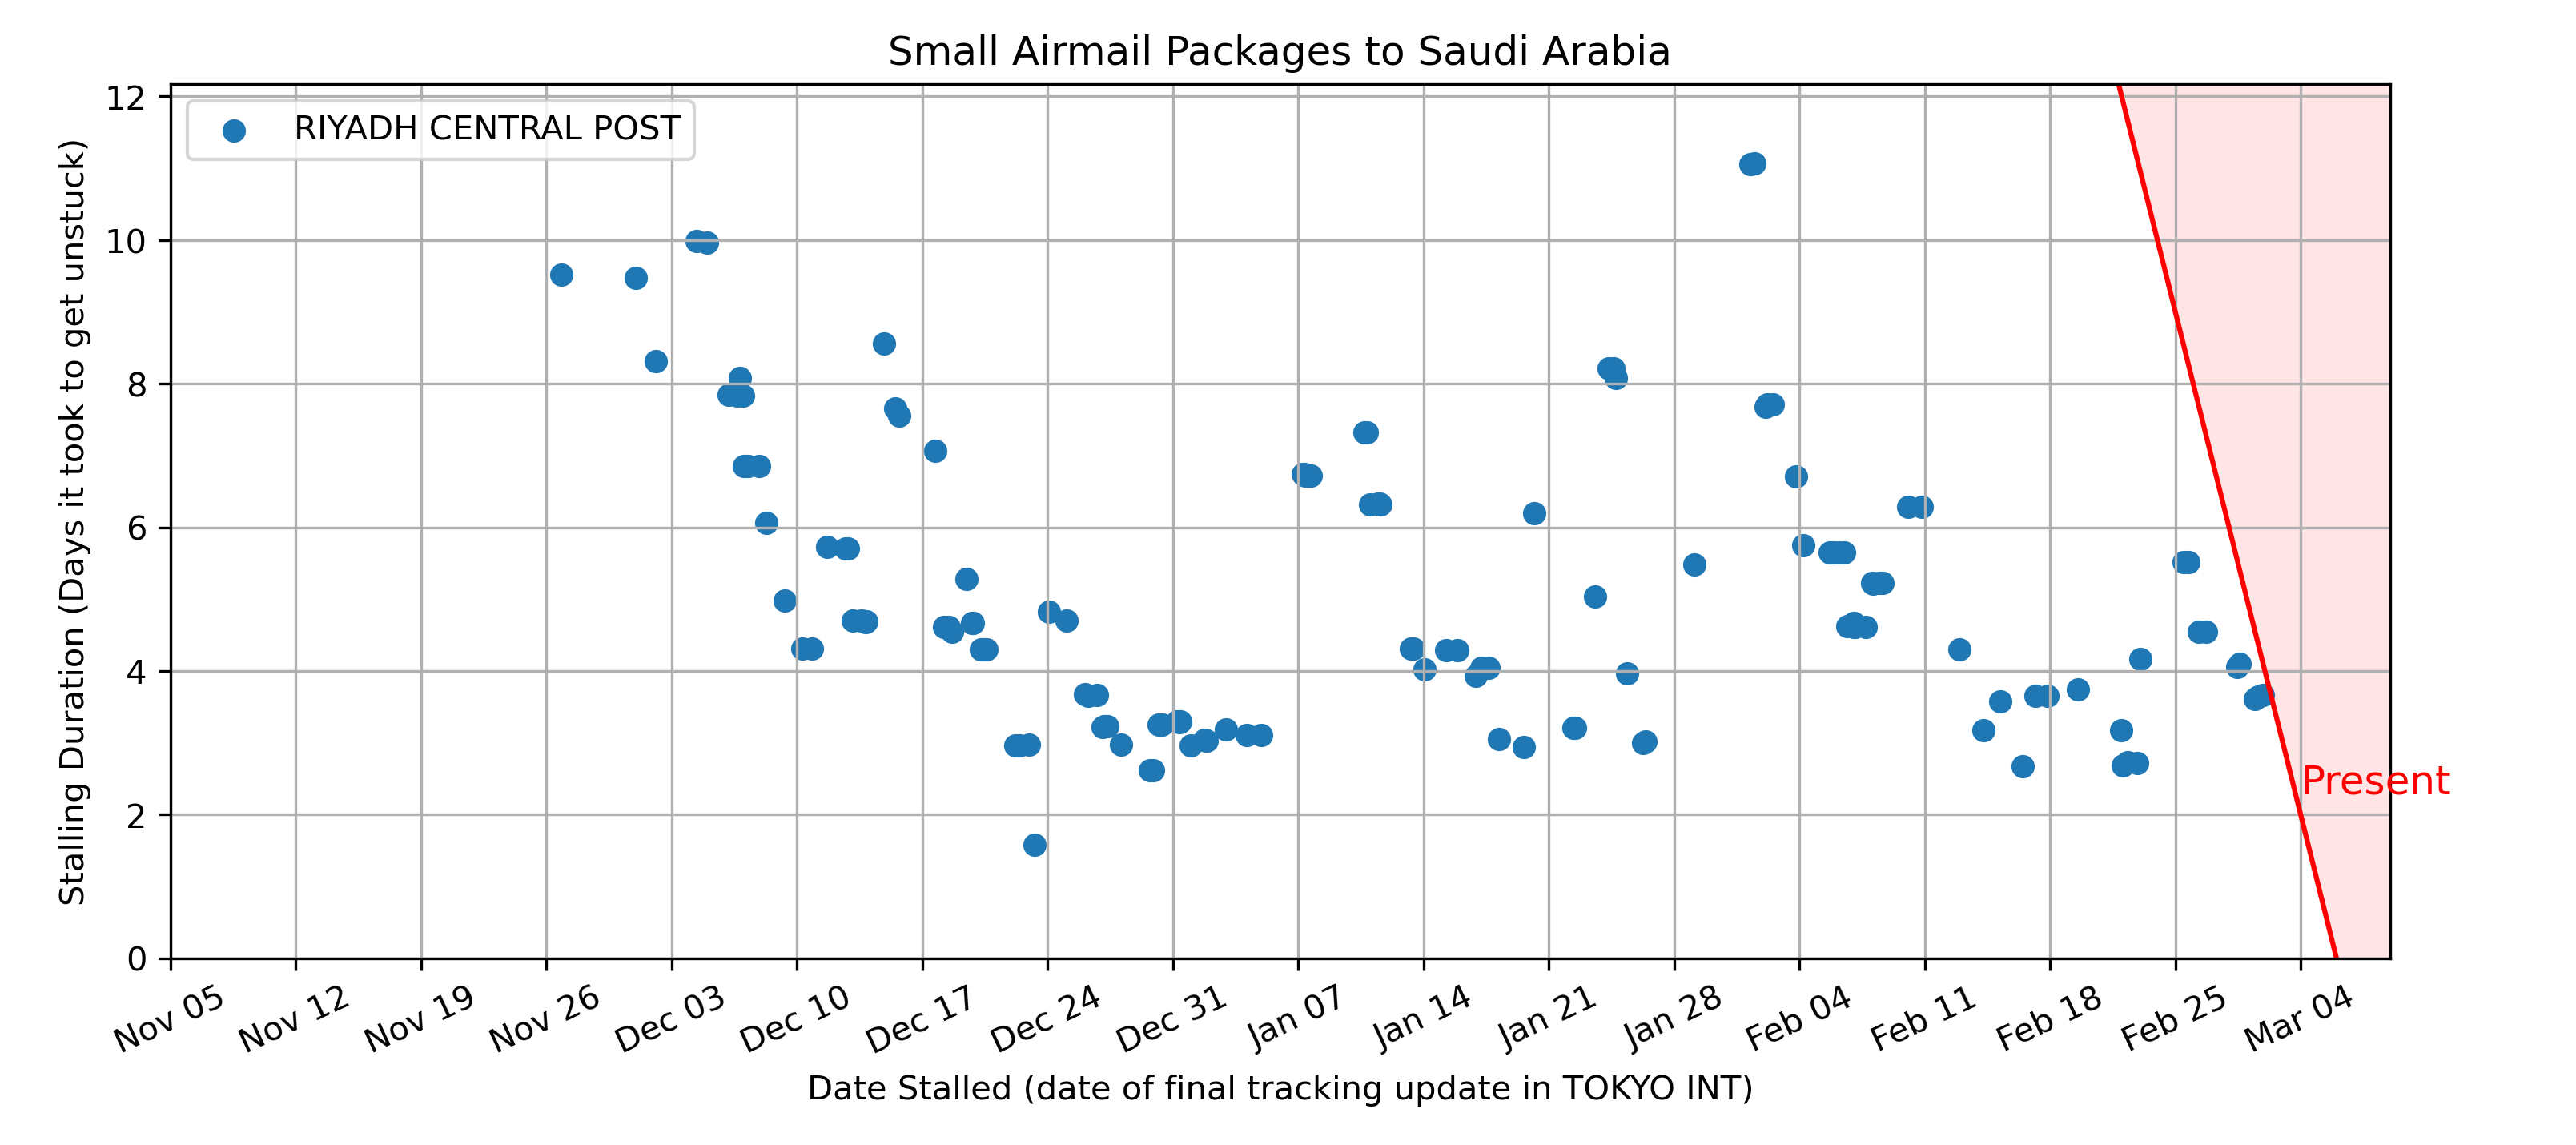 Small Airmail Packages to Saudi Arabia
RIYADH CENTRAL POST
Stalling Duration (Days it took to get unstuck)
12
10
8
6
4
2
0
Present
Nov 05
Nov 12
Nov 19
Nov 26
Dec 03
Dec 10
Dec 17
Dec 24
Dec 31
Jan 07
Jan 14
Jan 21
Jan 28
Feb 04
Feb 11
Feb 18
Feb 25
Mar 04
Date Stalled (date of final tracking update in TOKYO INT)